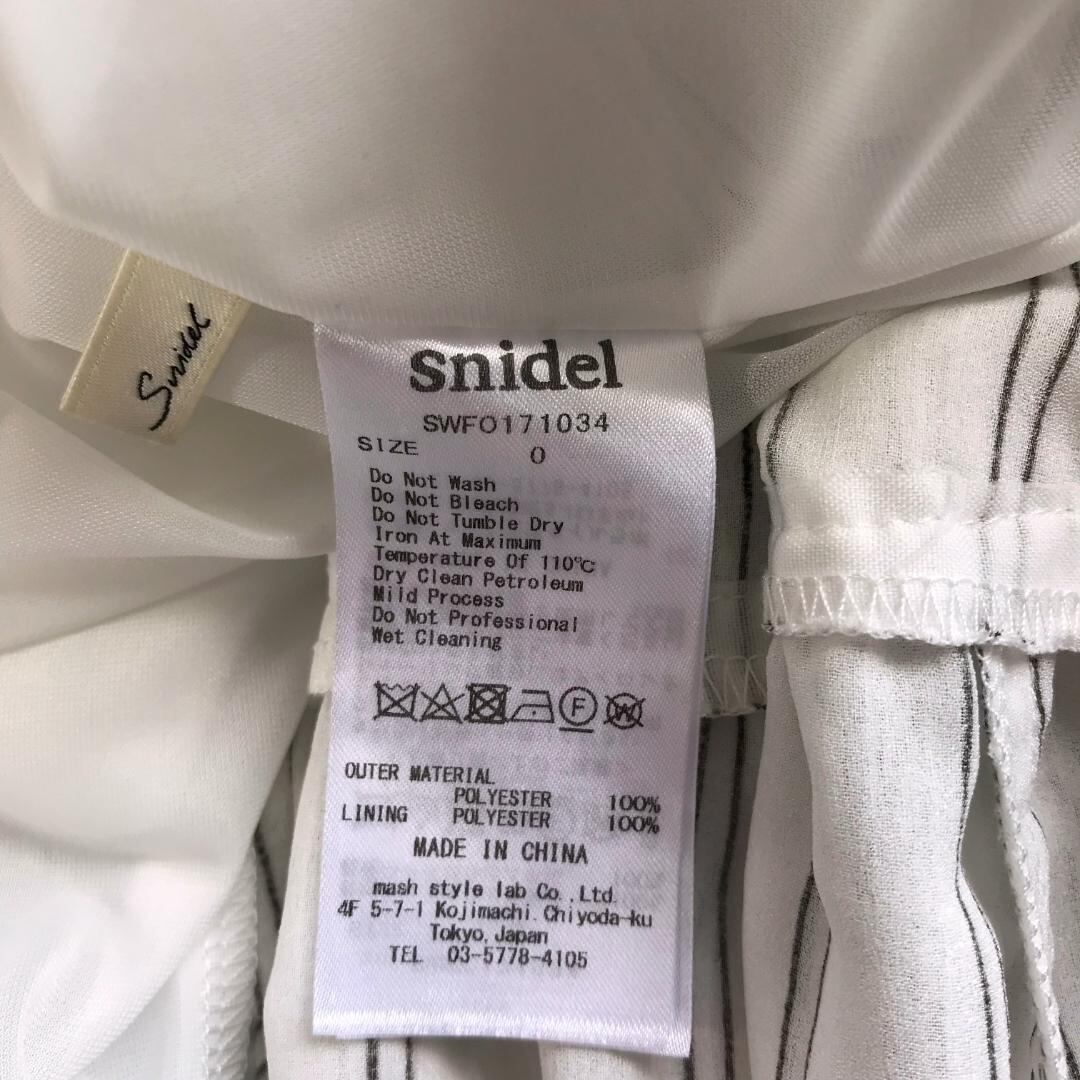 Snidel
snidel
SWFO171034
SIZE 0
Do Not Wash
Do Not Bleach
Do Not Tumble Dry
Iron At Maximum
Temperature Of 110℃
Dry Clean Petroleum
Mild Process
Do Not Professional
Wet Cleaning
F W
OUTER MATERIAL
POLYESTER 100%
LINING POLYESTER 100%
MADE IN CHINA
mash style lab Co.,Ltd.
4F 5-7-1 Kojimachi.Chiyoda-ku
Tokyo,Japan
TEL 03-5778-4105